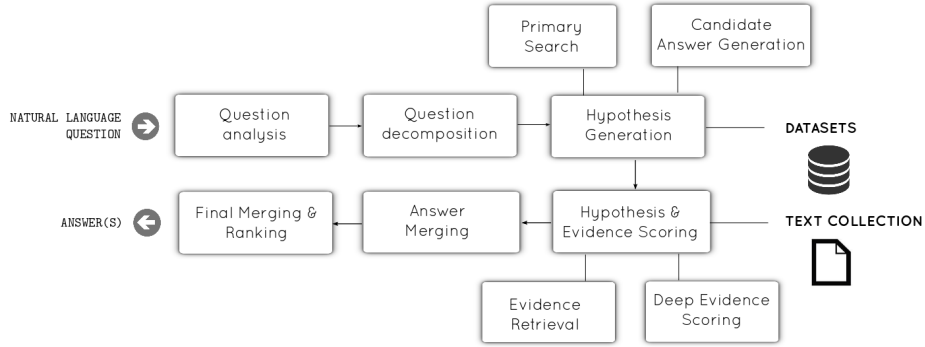 Primary
Search
Candidate
Answer Generation
NATURAL LANGUAGE
QUESTION
Question
analysis
Question
decomposition
Hypothesis
Generation
DATASETS
ANSWER(S)
Final Merging &
Ranking
Answer
Merging
Hypothesis &
Evidence Scoring
TEXT COLLECTION
Evidence
Retrieval
Deep Evidence
Scoring